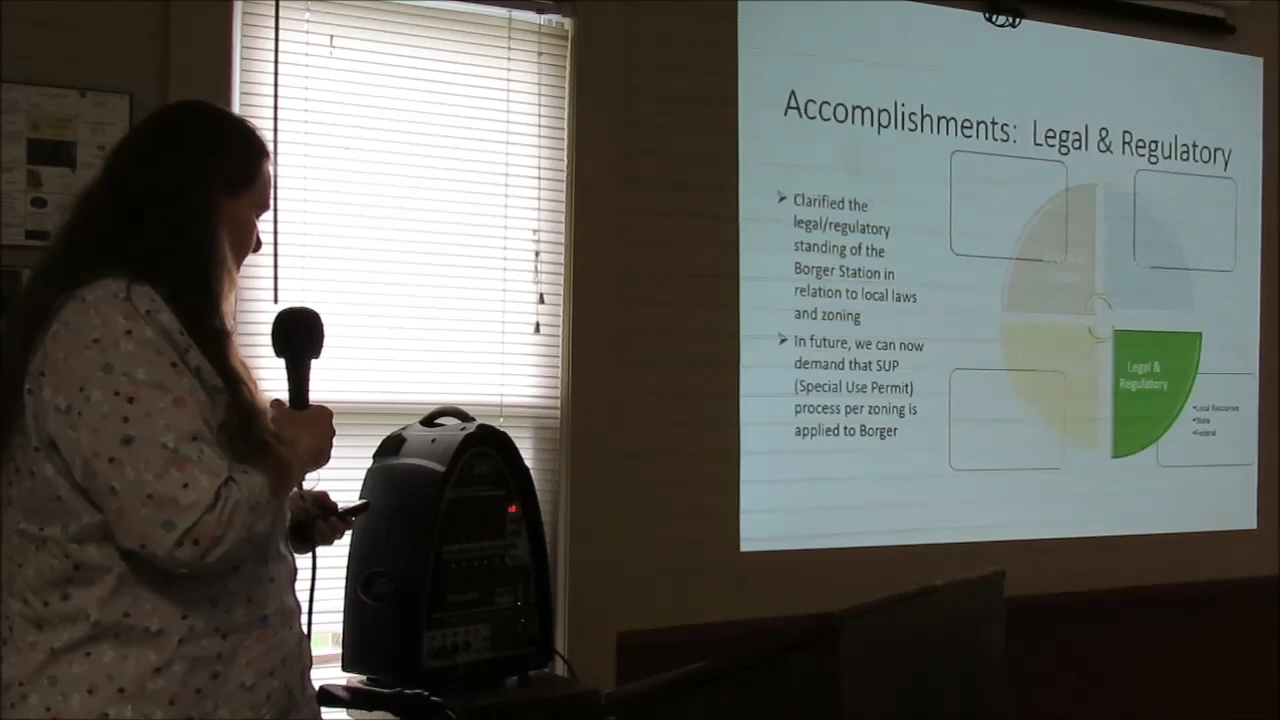 Accomplishments: Legal & Regulatory
➢ Clarified the
legal/regulatory
standing of the
Borger Station in
relation to local laws
and zoning
➢ In future, we can now
demand that SUP
(Special Use Permit)
process per zoning is
applied to Borger
Legal &
Regulatory
•Local Resources
•State
•Federal